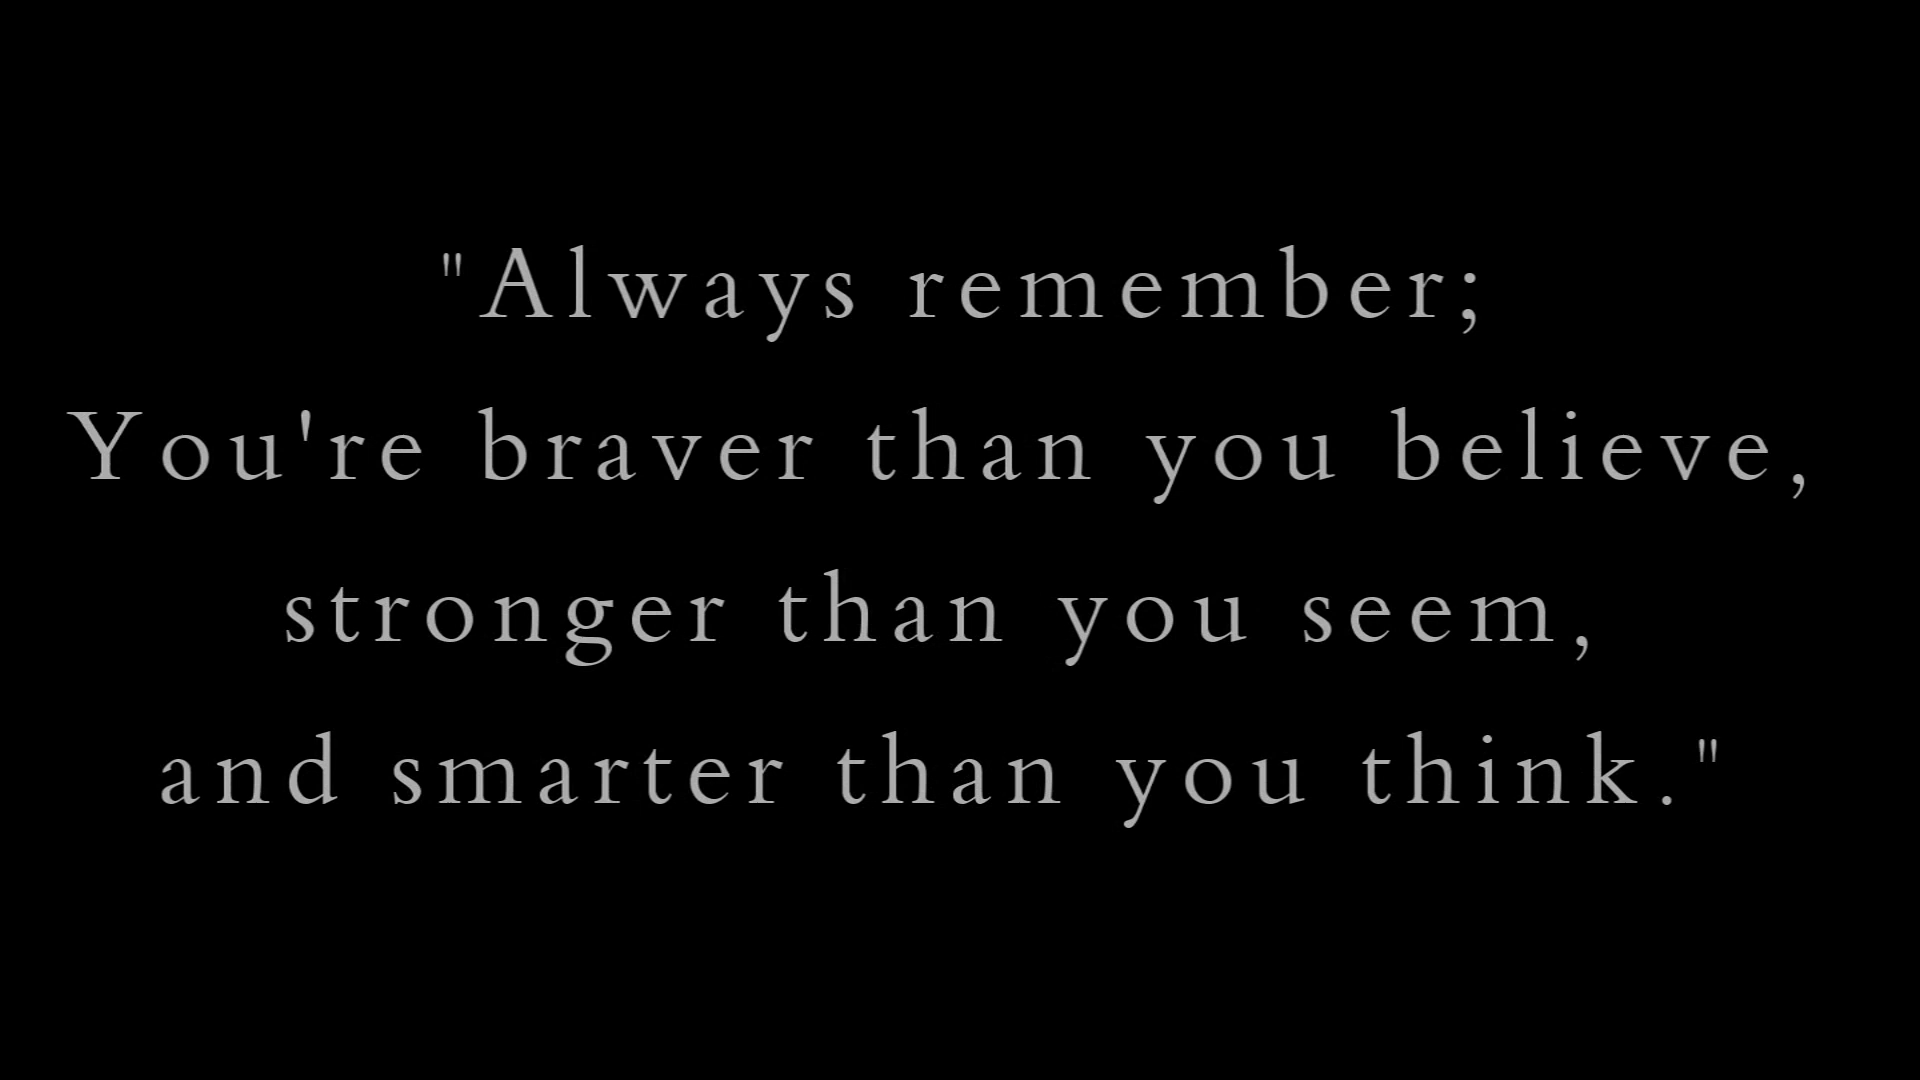 "Always remember;
You're braver than you believe,
stronger than you seem,
and smarter than you think."